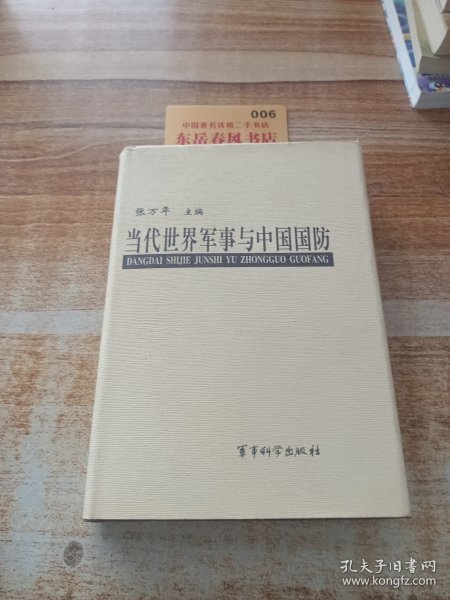 006
中国著名优质二手书店
东岳春风书店
张万年 主编
当代世界军事与中国国防
DANGDAI SHIJIE JUNSHI YU ZHONGGUO GUOFANG
軍事科学出版社
孔夫子旧书网
www.kongfz.com